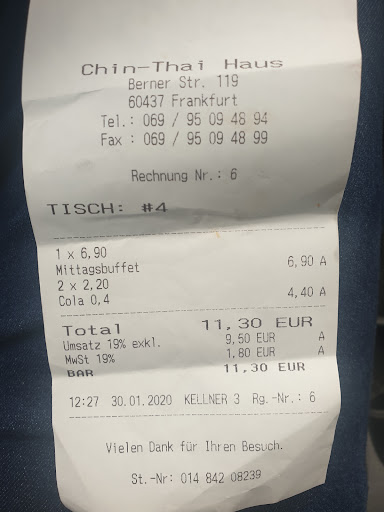 Chin-Thai Haus
Berner Str. 119
60437 Frankfurt
Tel.: 069 / 95 09 48 94
Fax : 069 / 95 09 48 99
Rechnung Nr.: 6
TISCH: #4
1 x 6,90
Mittagsbuffet 6,90 A
2 x 2,20
Cola 0,4 4,40 A
Total 11,30 EUR
Umsatz 19% exkl. 9,50 EUR A
MwSt 19% 1,80 EUR A
BAR 11,30 EUR
12:27 30.01.2020 KELLNER 3 Rg.-Nr.: 6
Vielen Dank für Ihren Besuch.
St.-Nr: 014 842 08239